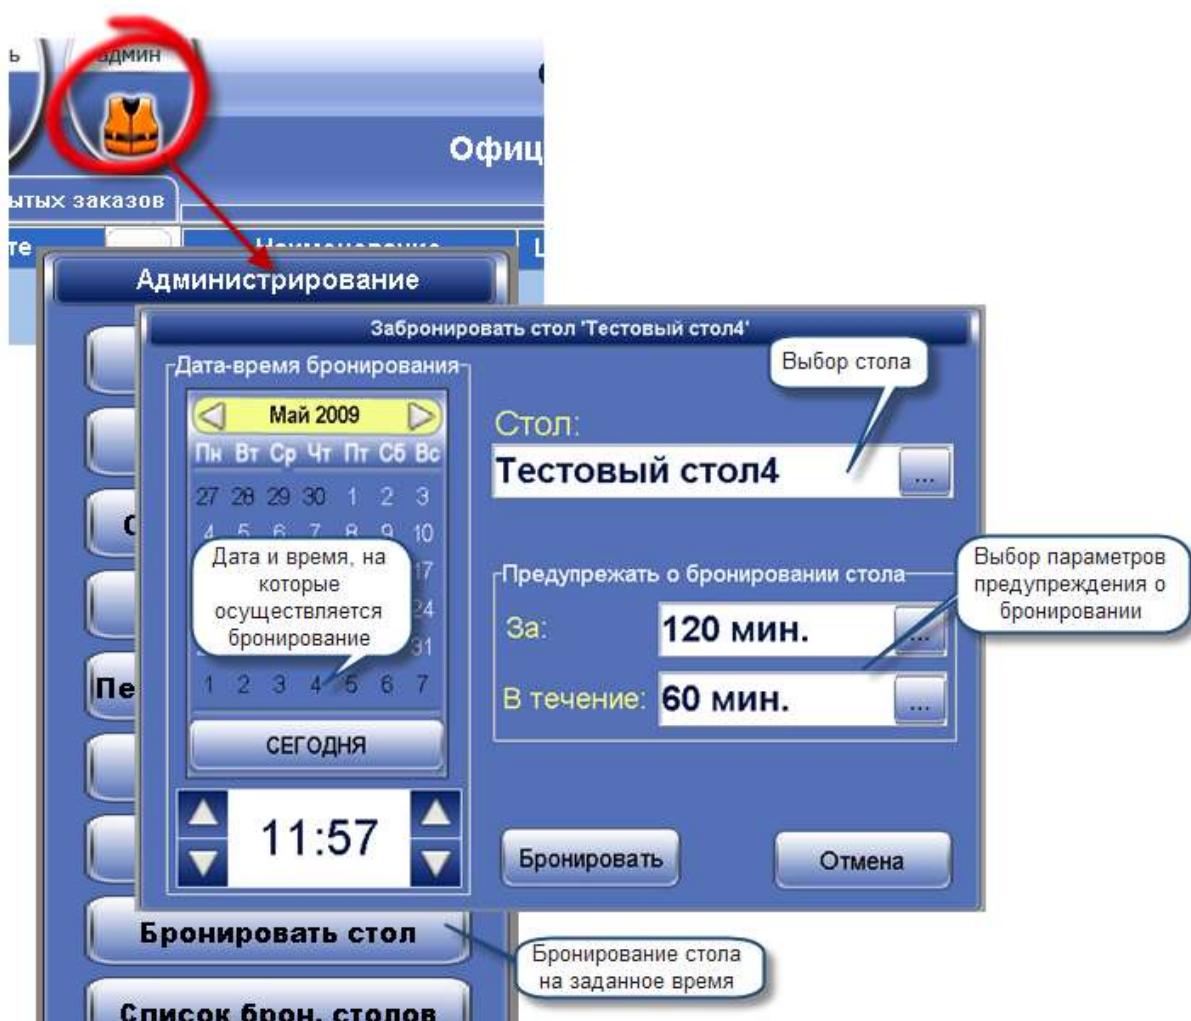 ь
админ
Офиц
ытых заказов
те
Наименование
Ц
Администрирование
Забронировать стол 'Тестовый стол4'
Выбор стола
Дата-время бронирования
Май 2009
Пн Вт Ср Чт Пт Сб Вс
27 28 29 30 1 2 3
4 5 6 7 8 9 10
17
24
31
1 2 3 4 5 6 7
СЕГОДНЯ
11:57
Дата и время, на
которые
осуществляется
бронирование
Стол:
Тестовый стол4
...
Предупрежать о бронировании стола
За:
120 мин.
...
В течение:
60 мин.
...
Выбор параметров
предупреждения о
бронировании
Бронировать
Отмена
С
Пе
Бронировать стол
Бронирование стола
на заданное время
Список брон. столов